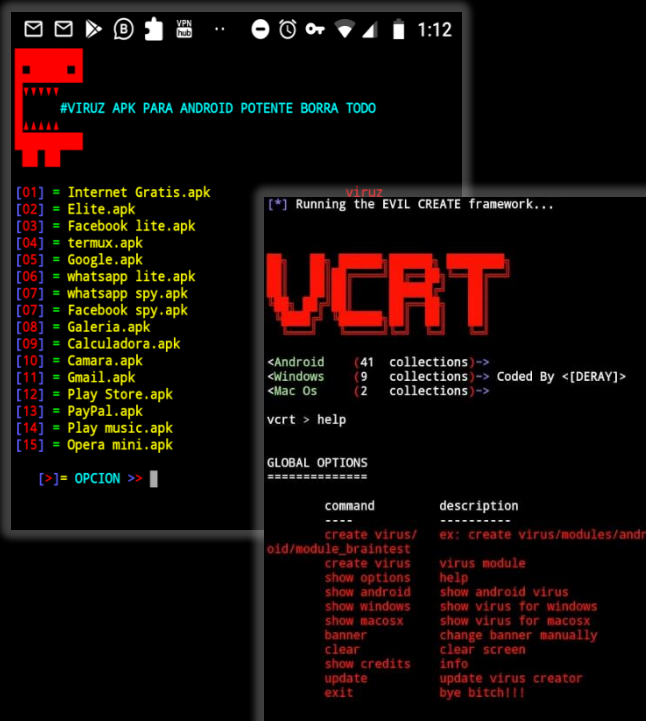 VPN
hub
B
1:12
#VIRUZ APK PARA ANDROID POTENTE BORRA TODO
[01] = Internet Gratis.apk
[02] = Elite.apk
[03] = Facebook lite.apk
[04] = termux.apk
[05] = Google.apk
[06] = whatsapp lite.apk
[07] = whatsapp spy.apk
[07] = Facebook spy.apk
[08] = Galeria.apk
[09] = Calculadora.apk
[10] = Camara.apk
[11] = Gmail.apk
[12] = Play Store.apk
[13] = PayPal.apk
[14] = Play music.apk
[15] = Opera mini.apk
[>]= OPCION >>
viruz
[*] Running the EVIL CREATE framework...
VCRT
<Android (41 collections)->
<Windows (9 collections)-> Coded By <[DERAY]>
<Mac Os (2 collections)->
vcrt > help
GLOBAL OPTIONS
==============
command description
---- ----------
create virus/ ex: create virus/modules/andr
oid/module_braintest
create virus virus module
show options help
show android show android virus
show windows show virus for windows
show macosx show virus for macosx
banner change banner manually
clear clear screen
show credits info
update update virus creator
exit bye bitch!!!